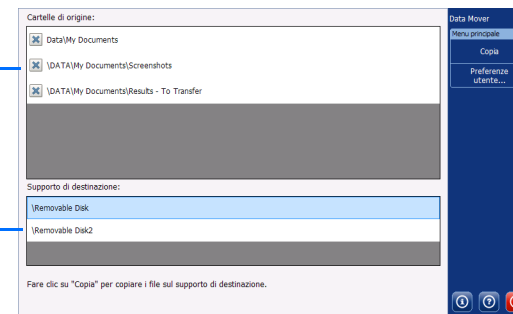 Cartelle di origine:
Data\My Documents
\DATA\My Documents\Screenshots
\DATA\My Documents\Results - To Transfer
Supporto di destinazione:
\Removable Disk
\Removable Disk2
Fare clic su "Copia" per copiare i file sul supporto di destinazione.
Data Mover
Menu principale
Copia
Preferenze
utente...